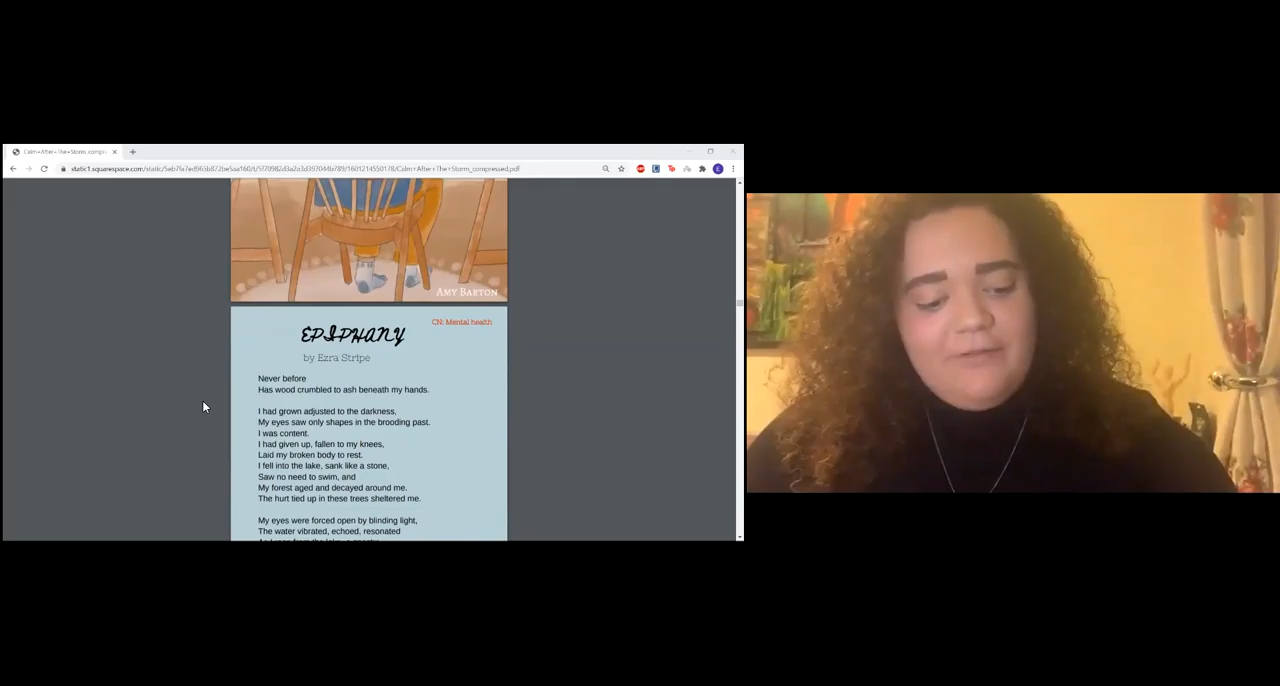 Calm+After+The+Storm_compre
AMY BARTON
CN: Mental health
EPIPHANY
by Ezra Stripe
Never before
Has wood crumbled to ash beneath my hands.
I had grown adjusted to the darkness,
My eyes saw only shapes in the brooding past.
I was content.
I had given up, fallen to my knees,
Laid my broken body to rest.
I fell into the lake, sank like a stone,
Saw no need to swim, and
My forest aged and decayed around me.
The hurt tied up in these trees sheltered me.
My eyes were forced open by blinding light,
The water vibrated, echoed, resonated